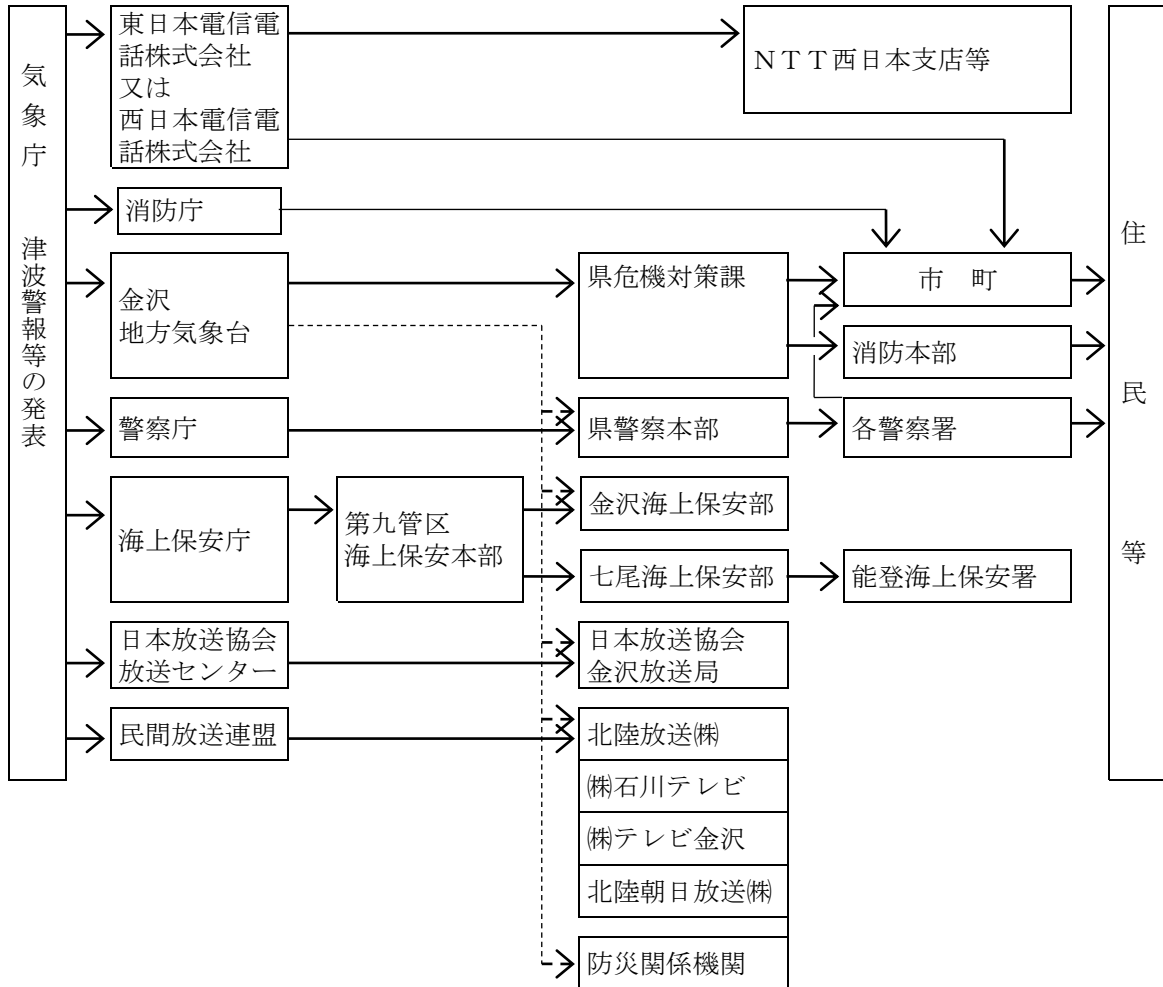 気象庁　津波警報等の発表
東日本電信電
話株式会社
又は
西日本電信電
話株式会社
ＮＴＴ西日本支店等
消防庁
金沢
地方気象台
県危機対策課
市　町
消防本部
警察庁
県警察本部
各警察署
海上保安庁
第九管区
海上保安本部
金沢海上保安部
七尾海上保安部
能登海上保安署
日本放送協会
放送センター
日本放送協会
金沢放送局
民間放送連盟
北陸放送㈱
㈱石川テレビ
㈱テレビ金沢
北陸朝日放送㈱
防災関係機関
住民等